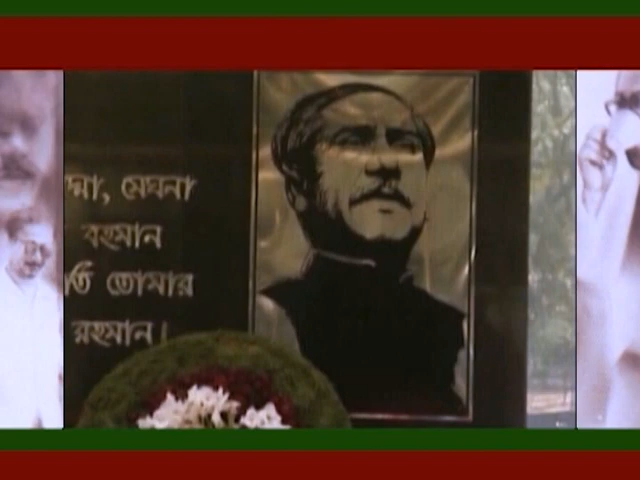 দ্মা, মেঘনা
বহমান
র্তি তোমার
রহমান।